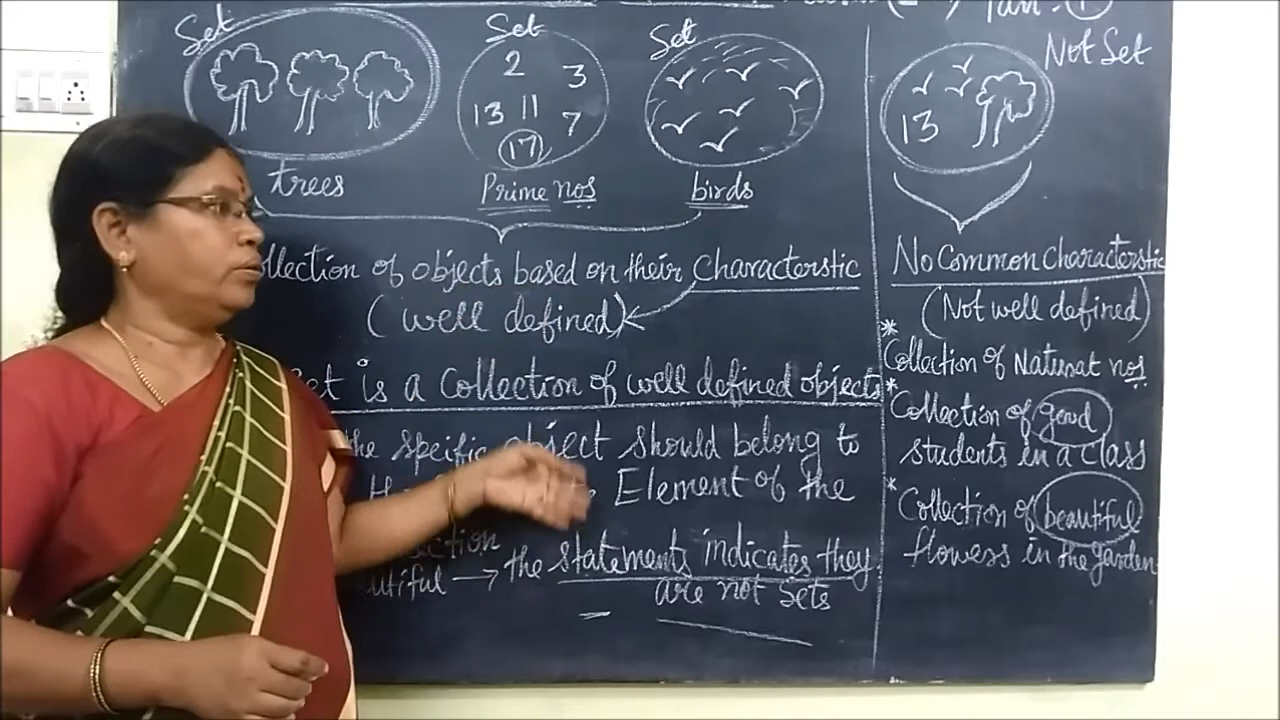 Part - 1
Set
Set
Set
Not Set
2
3
13
11
7
17
13
trees
Prime nos
birds
No Common Characterstic
(Not well defined)
of objects based on their Characterstic
(well defined)
Set is a Collection of well defined objects
the specific object should belong to
Element of the
the statements indicates they
are not Sets
* Collection of Natural nos
* Collection of good
students in a class
* Collection of beautiful
flowers in the garden